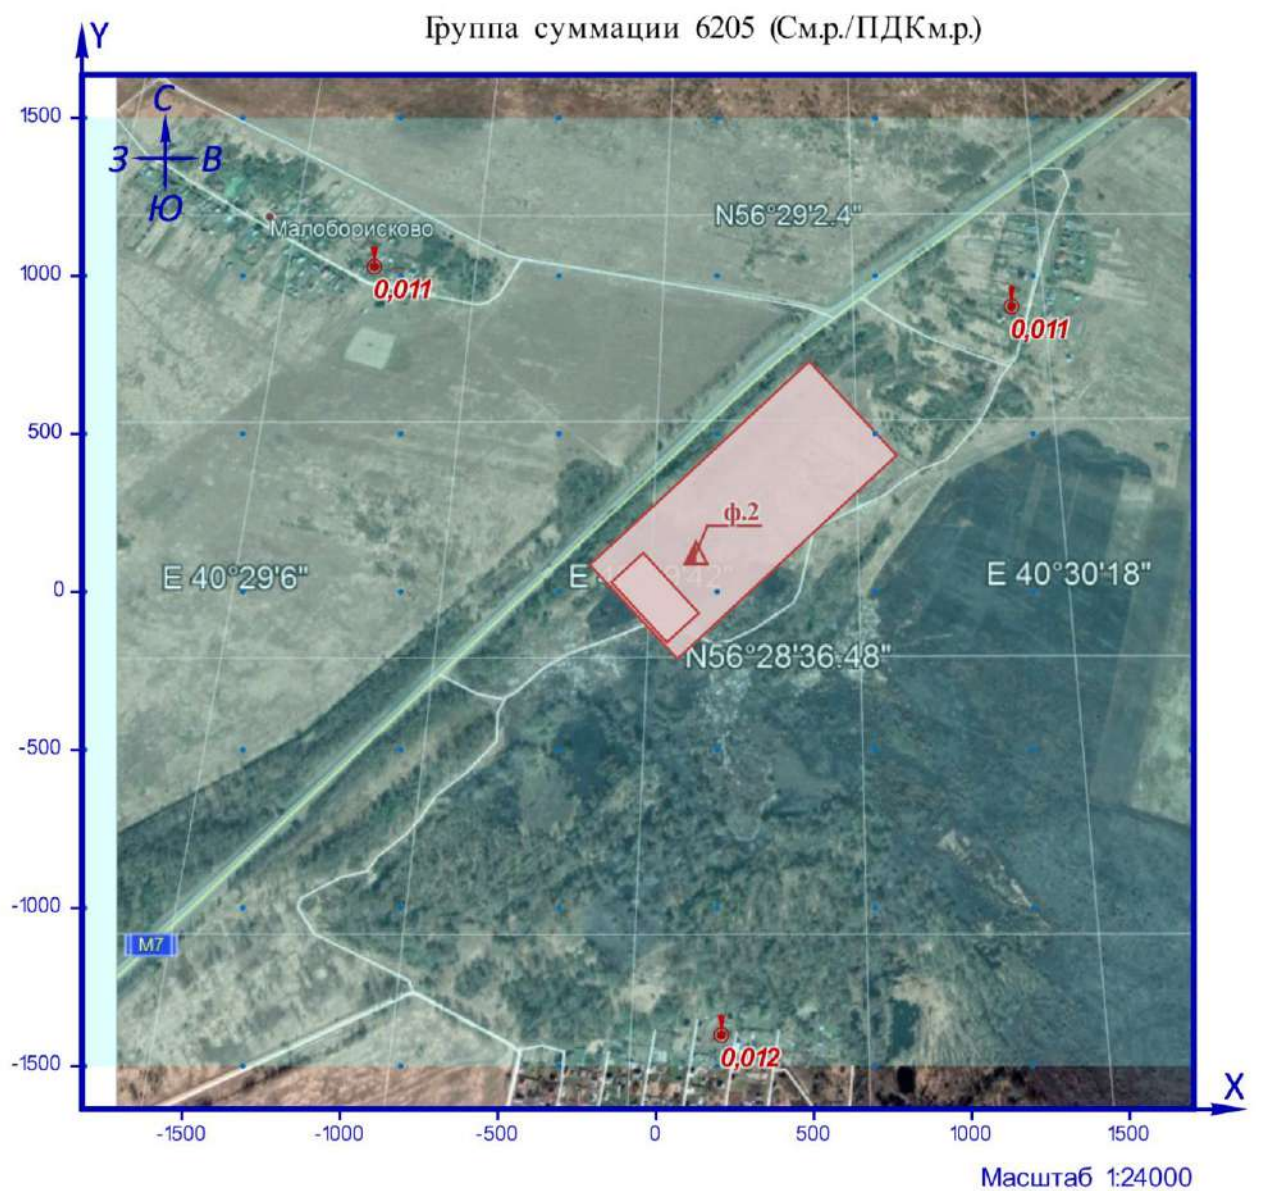 Группа суммации 6205 (См.р./ПДКм.р.)
Y
1500
С
З В
Ю
N56°29'2.4"
Малоборисково
1000
0,011
0,011
500
ф.2
E 40°29'6"
E 40°30'18"
0
N56°28'36.48"
-500
-1000
M7
0,012
-1500
X
-1500 -1000 -500 0 500 1000 1500
Масштаб 1:24000